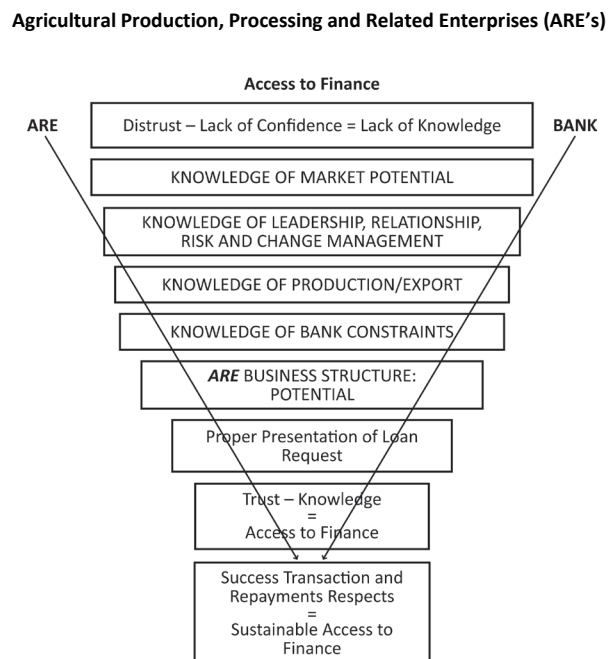 Agricultural Production, Processing and Related Enterprises (ARE's)
Access to Finance
ARE
Distrust – Lack of Confidence = Lack of Knowledge
BANK
KNOWLEDGE OF MARKET POTENTIAL
KNOWLEDGE OF LEADERSHIP, RELATIONSHIP,
RISK AND CHANGE MANAGEMENT
KNOWLEDGE OF PRODUCTION/EXPORT
KNOWLEDGE OF BANK CONSTRAINTS
ARE BUSINESS STRUCTURE:
POTENTIAL
Proper Presentation of Loan
Request
Trust – Knowledge
=
Access to Finance
Success Transaction and
Repayments Respects
=
Sustainable Access to
Finance